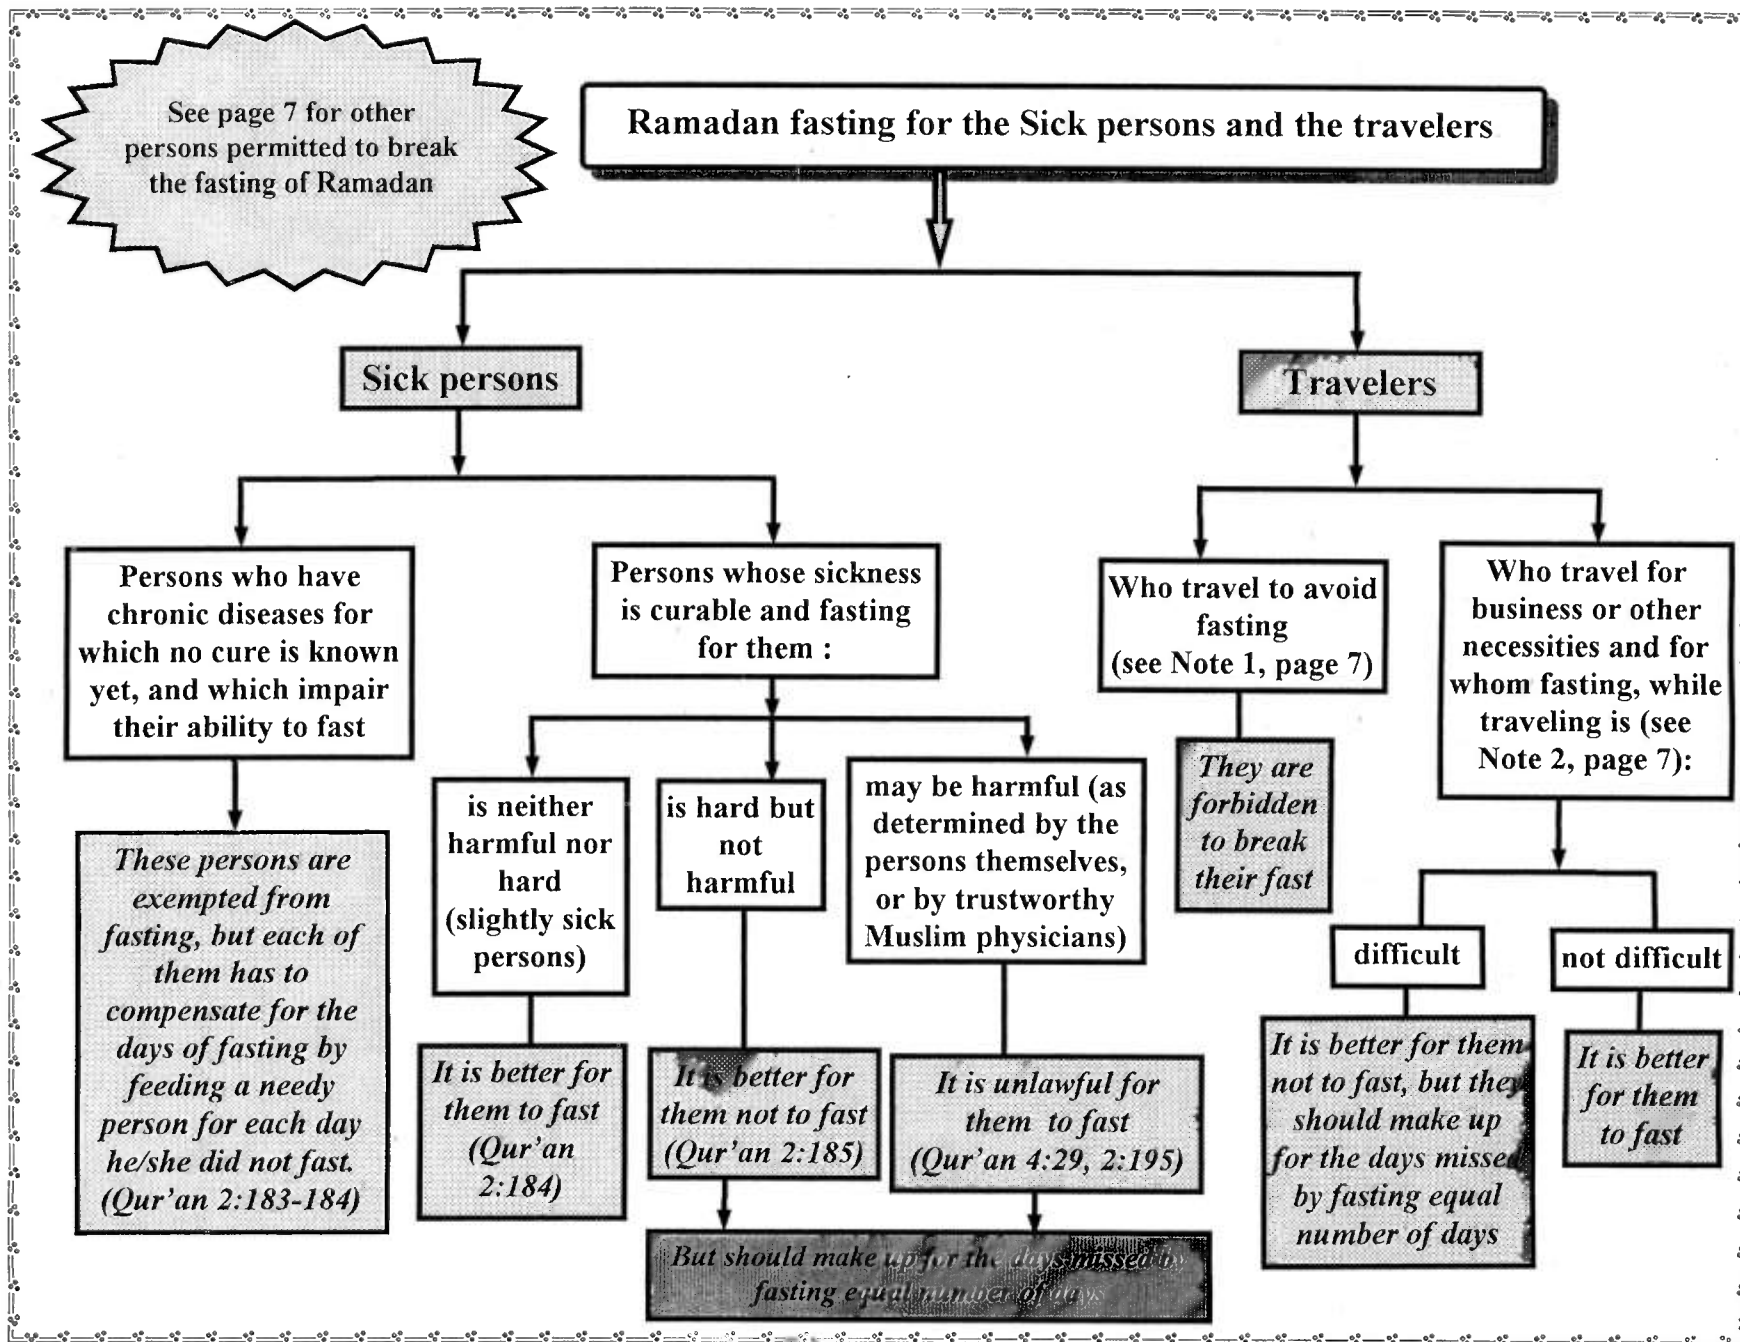 See page 7 for other
persons permitted to break
the fasting of Ramadan
Ramadan fasting for the Sick persons and the travelers
Sick persons
Travelers
Persons who have
chronic diseases for
which no cure is known
yet, and which impair
their ability to fast
Persons whose sickness
is curable and fasting
for them :
Who travel to avoid
fasting
(see Note 1, page 7)
Who travel for
business or other
necessities and for
whom fasting, while
traveling is (see
Note 2, page 7):
is neither
harmful nor
hard
(slightly sick
persons)
is hard but
not
harmful
may be harmful (as
determined by the
persons themselves,
or by trustworthy
Muslim physicians)
They are
forbidden
to break
their fast
difficult
not difficult
These persons are
exempted from
fasting, but each of
them has to
compensate for the
days of fasting by
feeding a needy
person for each day
he/she did not fast.
(Qur'an 2:183-184)
It is better for
them to fast
(Qur'an
2:184)
It is better for
them not to fast
(Qur'an 2:185)
It is unlawful for
them to fast
(Qur'an 4:29, 2:195)
It is better for them
not to fast, but they
should make up
for the days missed
by fasting equal
number of days
It is better
for them
to fast
But should make up for the days missed by
fasting equal number of days